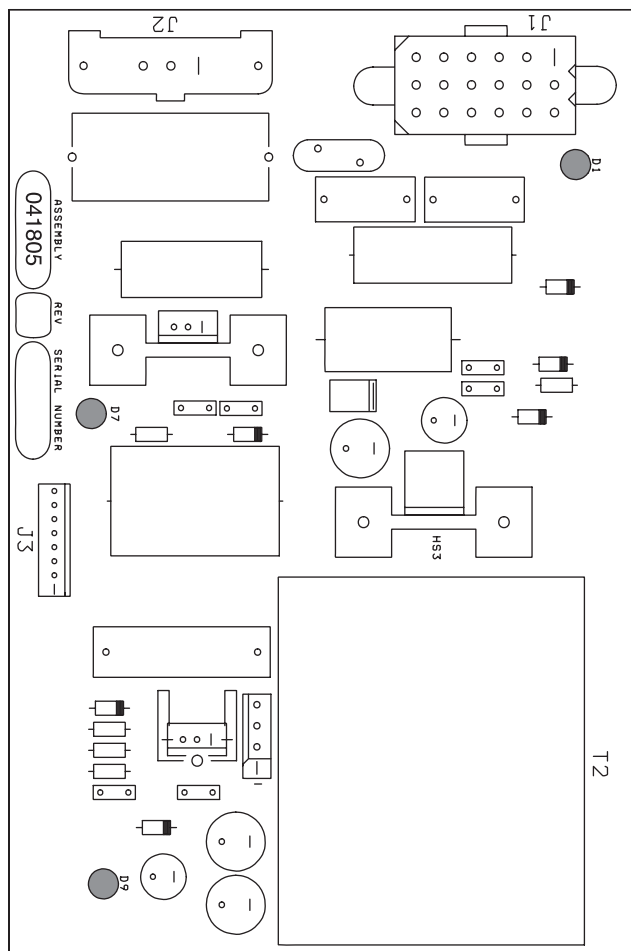 J2
J1
D1
041805
ASSEMBLY
REV
SERIAL NUMBER
D7
J3
HS3
T2
D9